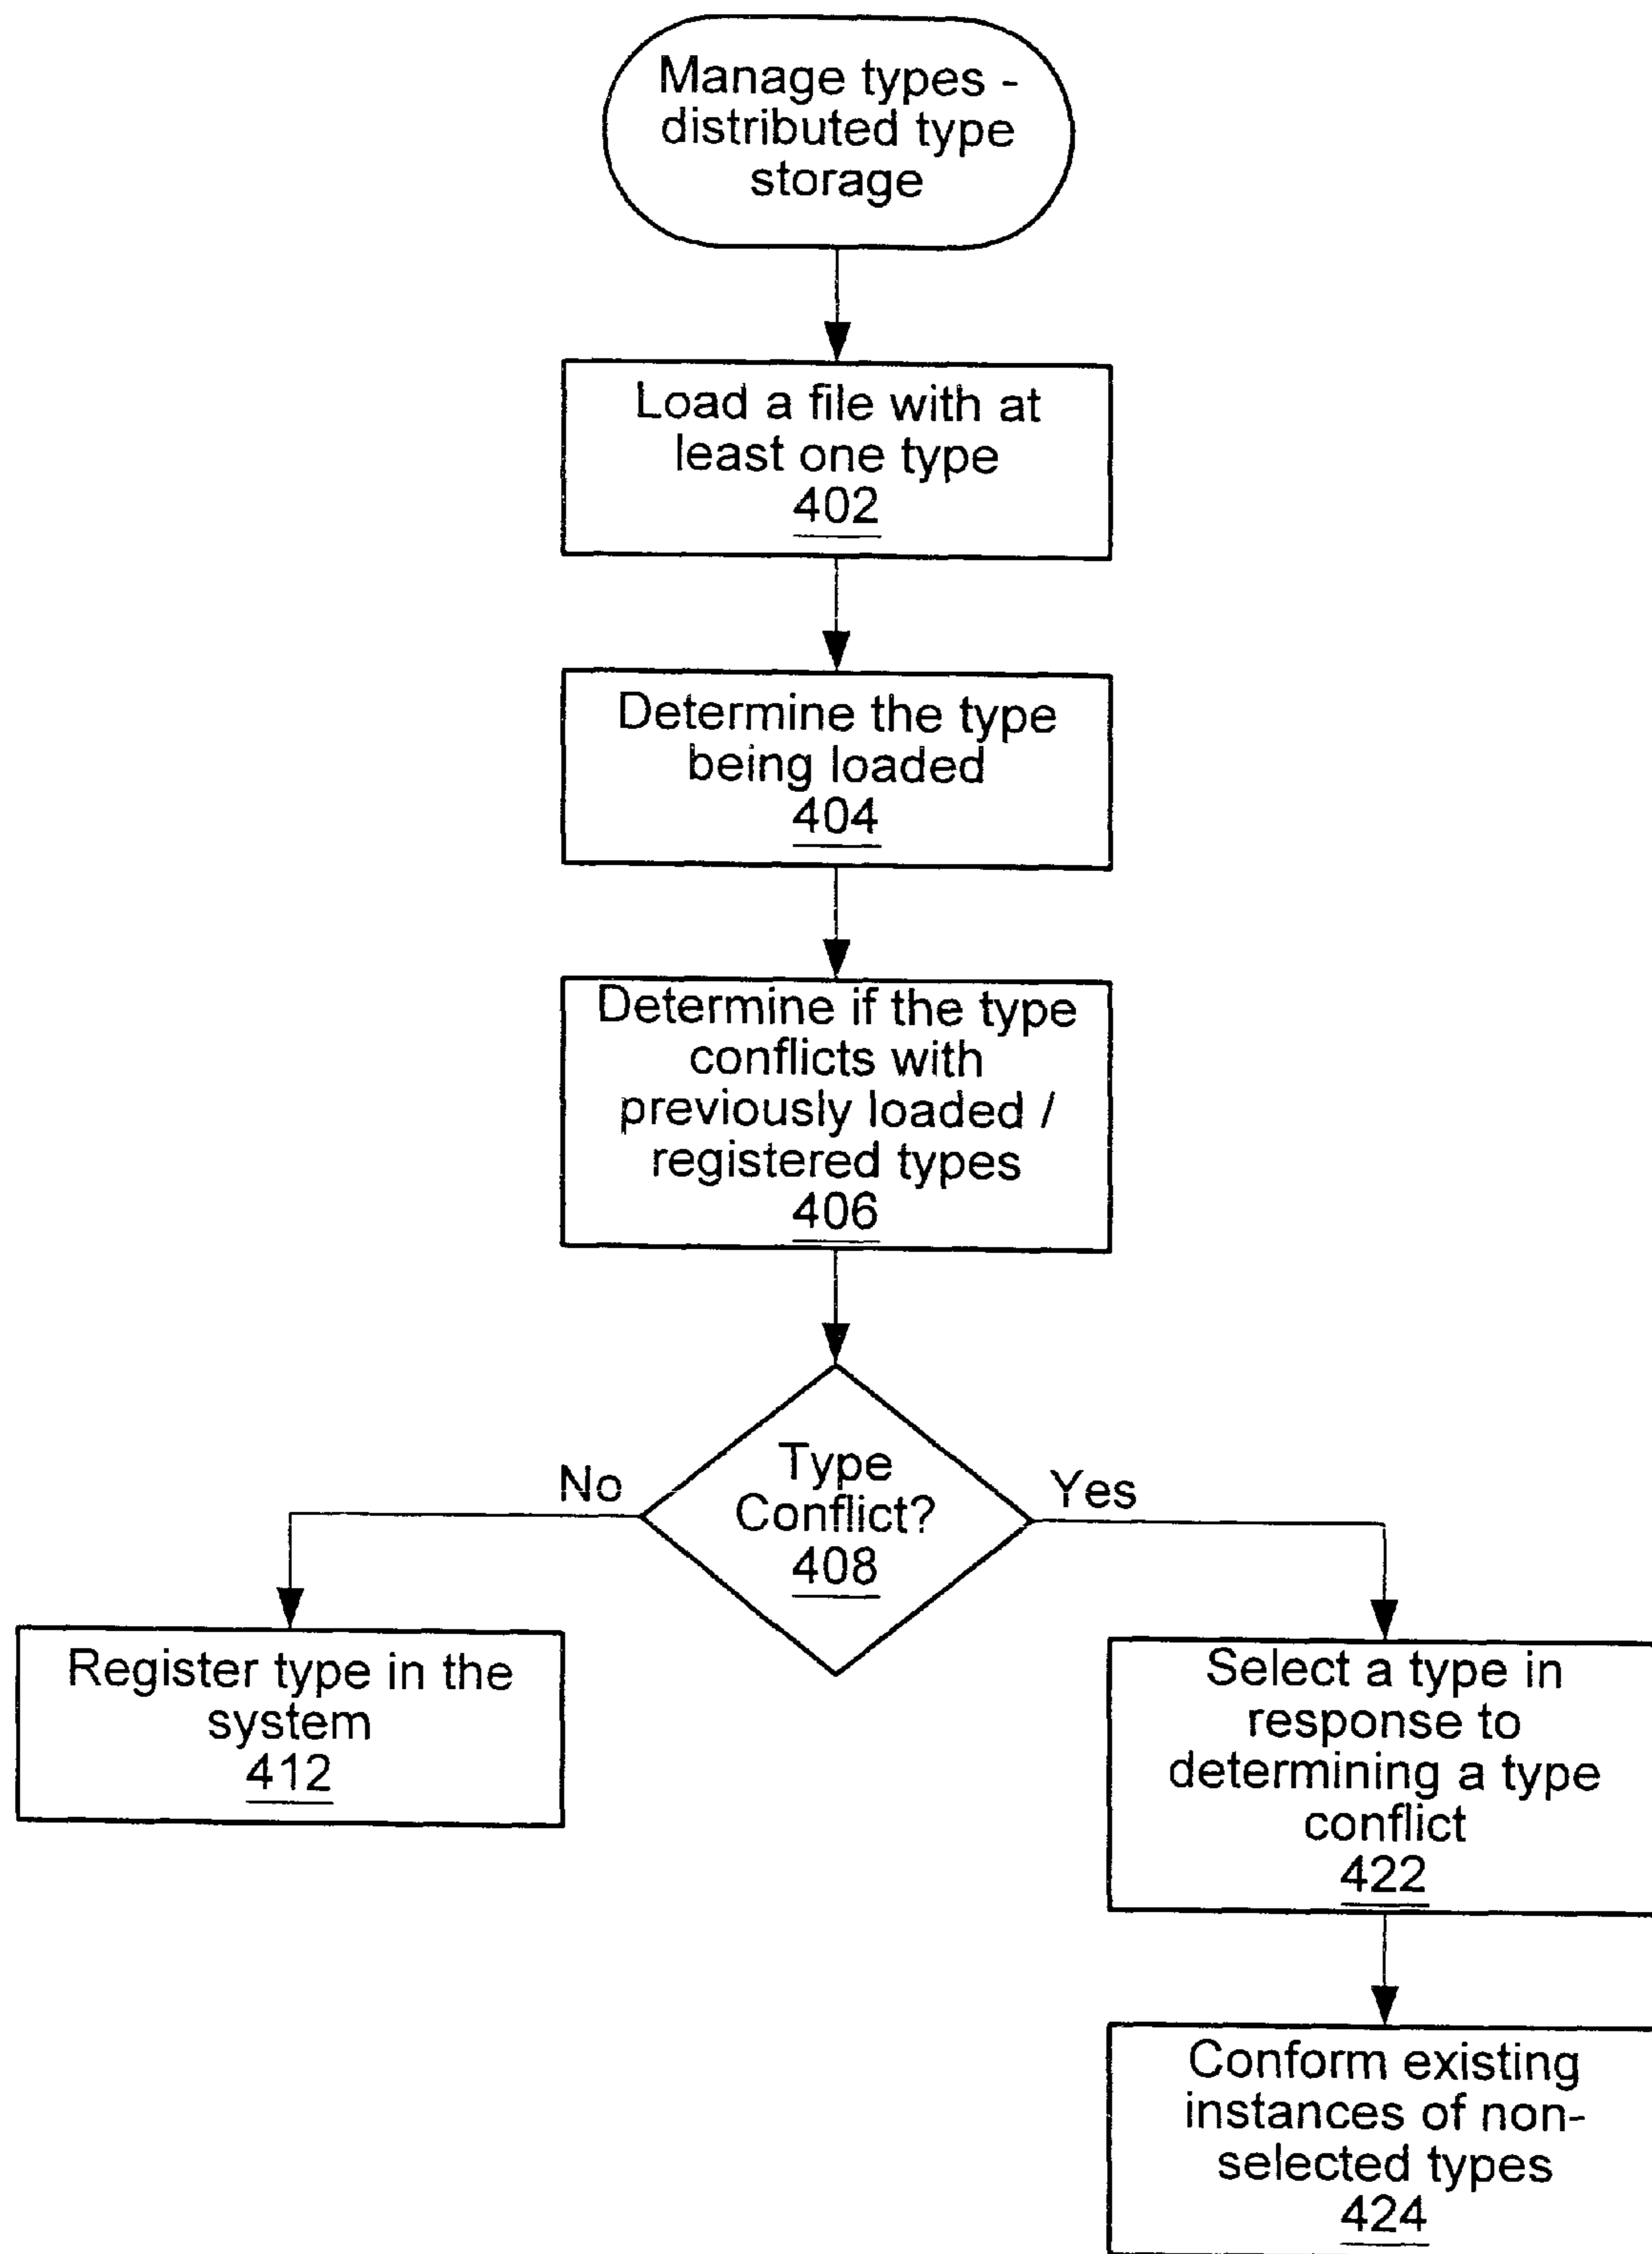 Manage types -
distributed type
storage
Load a file with at
least one type
402
Determine the type
being loaded
404
Determine if the type
conflicts with
previously loaded /
registered types
406
Type
Conflict?
408
No
Yes
Register type in the
system
412
Select a type in
response to
determining a type
conflict
422
Conform existing
instances of non-
selected types
424